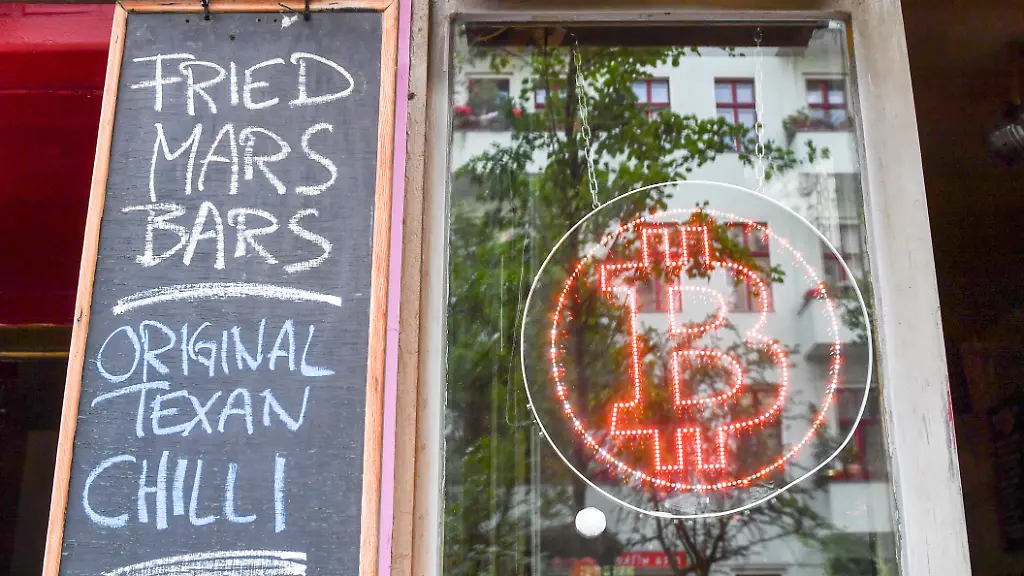 FRIED
MARS
BARS
ORIGINAL
TEXAN
CHILLI